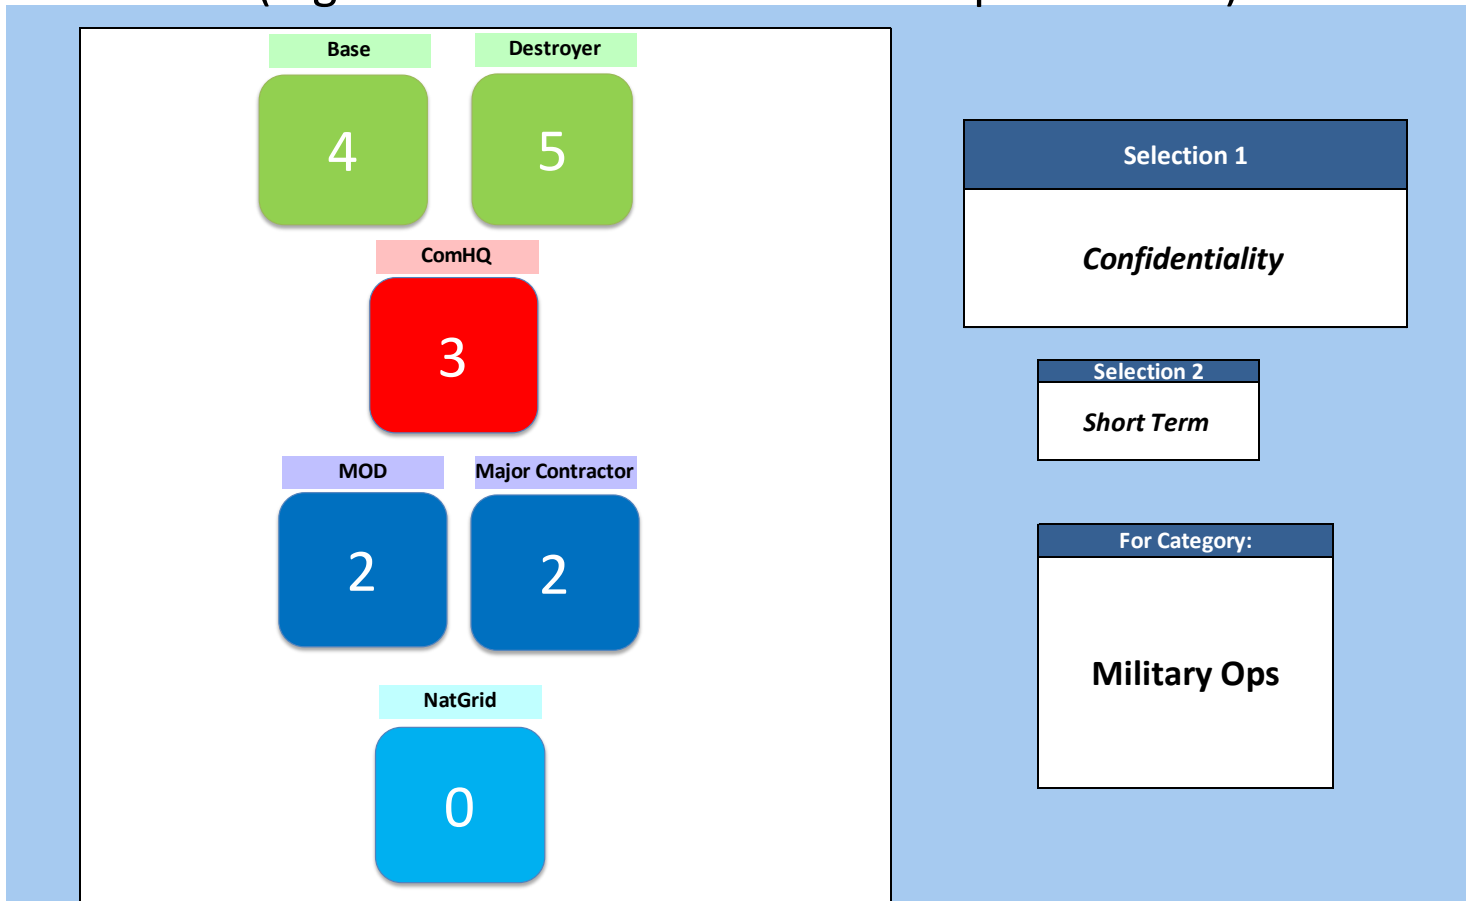 Base Destroyer
4 5
ComHQ
3
MOD Major Contractor
2 2
NatGrid
0
Selection 1
Confidentiality
Selection 2
Short Term
For Category:
Military Ops